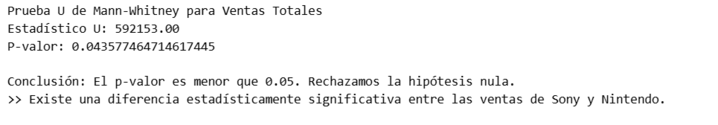 Prueba U de Mann-Whitney para Ventas Totales
Estadístico U: 592153.00
P-valor: 0.043577464714617445

Conclusión: El p-valor es menor que 0.05. Rechazamos la hipótesis nula.
>> Existe una diferencia estadísticamente significativa entre las ventas de Sony y Nintendo.